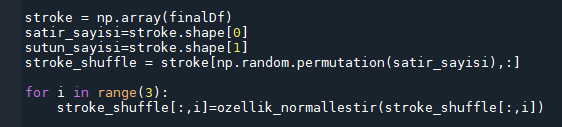 stroke = np.array(finalDf)
satir_sayisi=stroke.shape[0]
sutun_sayisi=stroke.shape[1]
stroke_shuffle = stroke[np.random.permutation(satir_sayisi),:]
for i in range(3):
    stroke_shuffle[:,i]=ozellik_normallestir(stroke_shuffle[:,i])